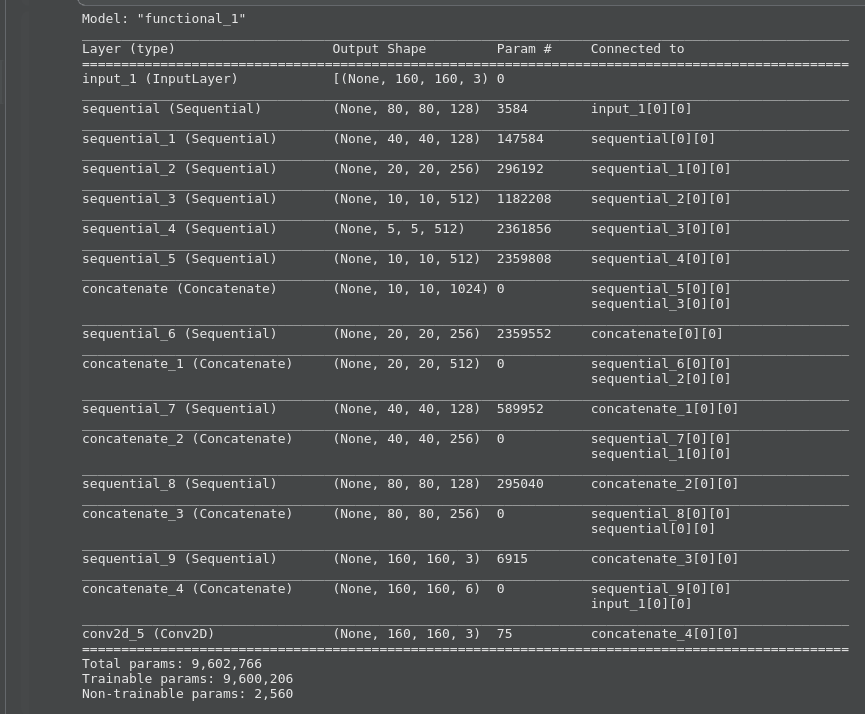 Model: "functional_1"
Layer (type) Output Shape Param # Connected to
input_1 (InputLayer) [(None, 160, 160, 3) 0
sequential (Sequential) (None, 80, 80, 128) 3584 input_1[0][0]
sequential_1 (Sequential) (None, 40, 40, 128) 147584 sequential[0][0]
sequential_2 (Sequential) (None, 20, 20, 256) 296192 sequential_1[0][0]
sequential_3 (Sequential) (None, 10, 10, 512) 1182208 sequential_2[0][0]
sequential_4 (Sequential) (None, 5, 5, 512) 2361856 sequential_3[0][0]
sequential_5 (Sequential) (None, 10, 10, 512) 2359808 sequential_4[0][0]
concatenate (Concatenate) (None, 10, 10, 1024) 0 sequential_5[0][0]
sequential_3[0][0]
sequential_6 (Sequential) (None, 20, 20, 256) 2359552 concatenate[0][0]
concatenate_1 (Concatenate) (None, 20, 20, 512) 0 sequential_6[0][0]
sequential_2[0][0]
sequential_7 (Sequential) (None, 40, 40, 128) 589952 concatenate_1[0][0]
concatenate_2 (Concatenate) (None, 40, 40, 256) 0 sequential_7[0][0]
sequential_1[0][0]
sequential_8 (Sequential) (None, 80, 80, 128) 295040 concatenate_2[0][0]
concatenate_3 (Concatenate) (None, 80, 80, 256) 0 sequential_8[0][0]
sequential[0][0]
sequential_9 (Sequential) (None, 160, 160, 3) 6915 concatenate_3[0][0]
concatenate_4 (Concatenate) (None, 160, 160, 6) 0 sequential_9[0][0]
input_1[0][0]
conv2d_5 (Conv2D) (None, 160, 160, 3) 75 concatenate_4[0][0]
Total params: 9,602,766
Trainable params: 9,600,206
Non-trainable params: 2,560